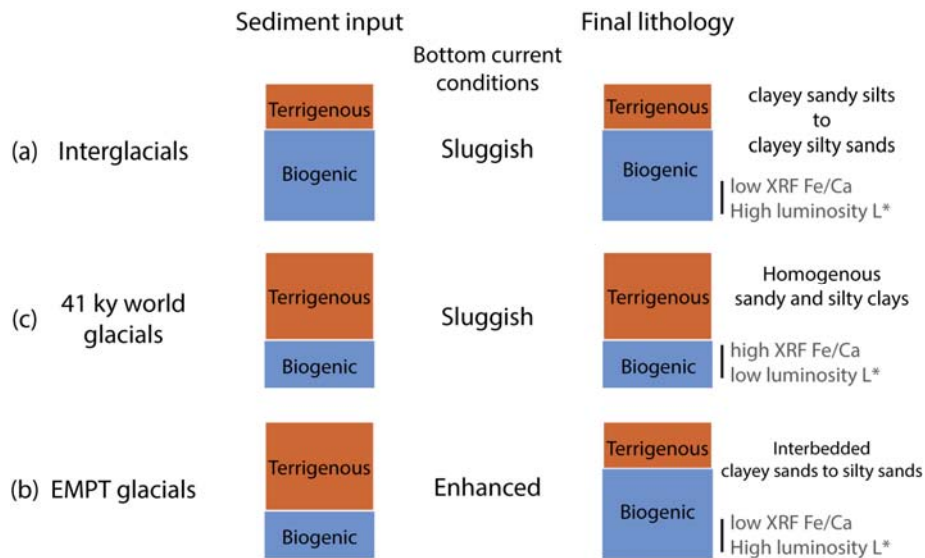 Sediment input
Final lithology
Bottom current
conditions
(a) Interglacials
Terrigenous
Biogenic
Sluggish
Terrigenous
Biogenic
clayey sandy silts
to
clayey silty sands
low XRF Fe/Ca
High luminosity L*
(c)
41 ky world
glacials
Terrigenous
Biogenic
Sluggish
Terrigenous
Biogenic
Homogenous
sandy and silty clays
high XRF Fe/Ca
low luminosity L*
(b) EMPT glacials
Terrigenous
Biogenic
Enhanced
Terrigenous
Biogenic
Interbedded
clayey sands to silty sands
low XRF Fe/Ca
High luminosity L*